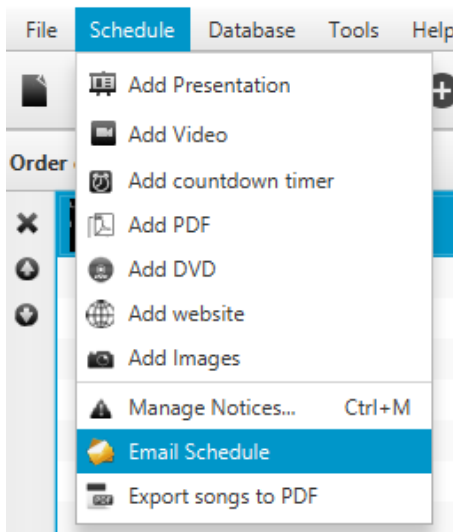 File Schedule Database Tools Help
Add Presentation
Add Video
Order
Add countdown timer
Add PDF
Add DVD
Add website
Add Images
Manage Notices... Ctrl+M
Email Schedule
Export songs to PDF